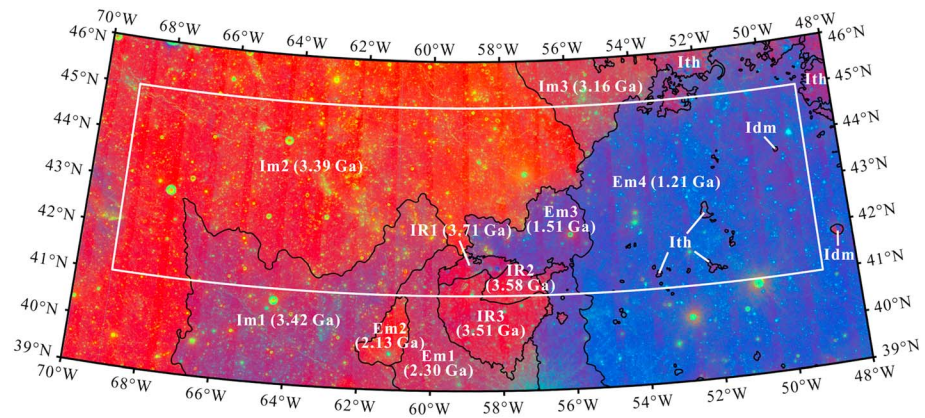 70°W 68°W 66°W 64°W 62°W 60°W 58°W 56°W 54°W 52°W 50°W 48°W
46°N 46°N
45°N 45°N
44°N 44°N
43°N 43°N
42°N 42°N
41°N 41°N
40°N 40°N
39°N 39°N
Ith
Ith
Im3 (3.16 Ga)
Idm
Im2 (3.39 Ga)
Em4 (1.21 Ga)
Em3
(1.51 Ga)
IR1 (3.71 Ga)
Ith
Idm
IR2
(3.58 Ga)
Im1 (3.42 Ga)
Em2
(2.13 Ga)
IR3
(3.51 Ga)
Em1
(2.30 Ga)
70°W 68°W 66°W 64°W 62°W 60°W 58°W 56°W 54°W 52°W 50°W 48°W